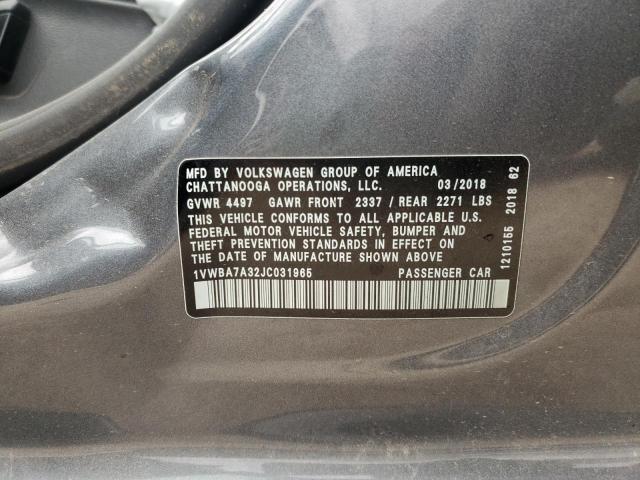 MFD BY VOLKSWAGEN GROUP OF AMERICA
CHATTANOOGA OPERATIONS, LLC. 03/2018
GVWR 4497 GAWR FRONT 2337 / REAR 2271 LBS
THIS VEHICLE CONFORMS TO ALL APPLICABLE U.S.
FEDERAL MOTOR VEHICLE SAFETY, BUMPER AND
THEFT PREVENTION STANDARDS IN EFFECT ON
THE DATE OF MANUFACTURE SHOWN ABOVE
1VWBA7A32JC031965 PASSENGER CAR
1210155 2018 62